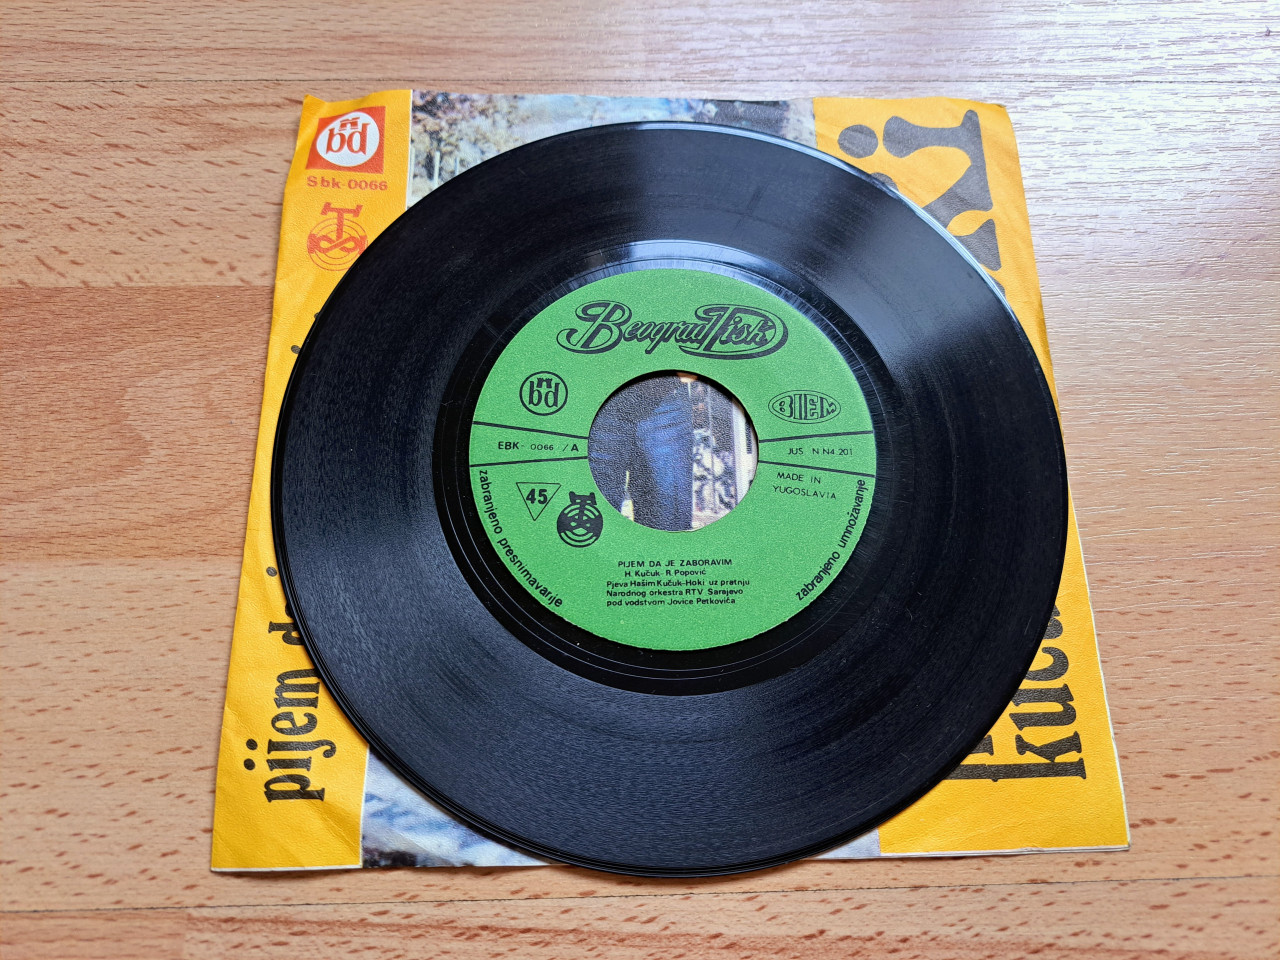 bd
Sbk-0066
pijem d
kuč
Beograd Disk
bd
BIEM
EBK- 0066 /A
JUS N N4 201
45
MADE IN
YUGOSLAVIA
zabranjeno presnimavanje
zabranjeno umnožavanje
PIJEM DA JE ZABORAVIM
H. Kučuk- R. Popović
Pjeva Hašim Kučuk-Hoki uz pratnju
Narodnog orkestra RTV Sarajevo
pod vodstvom Jovice Petkovića